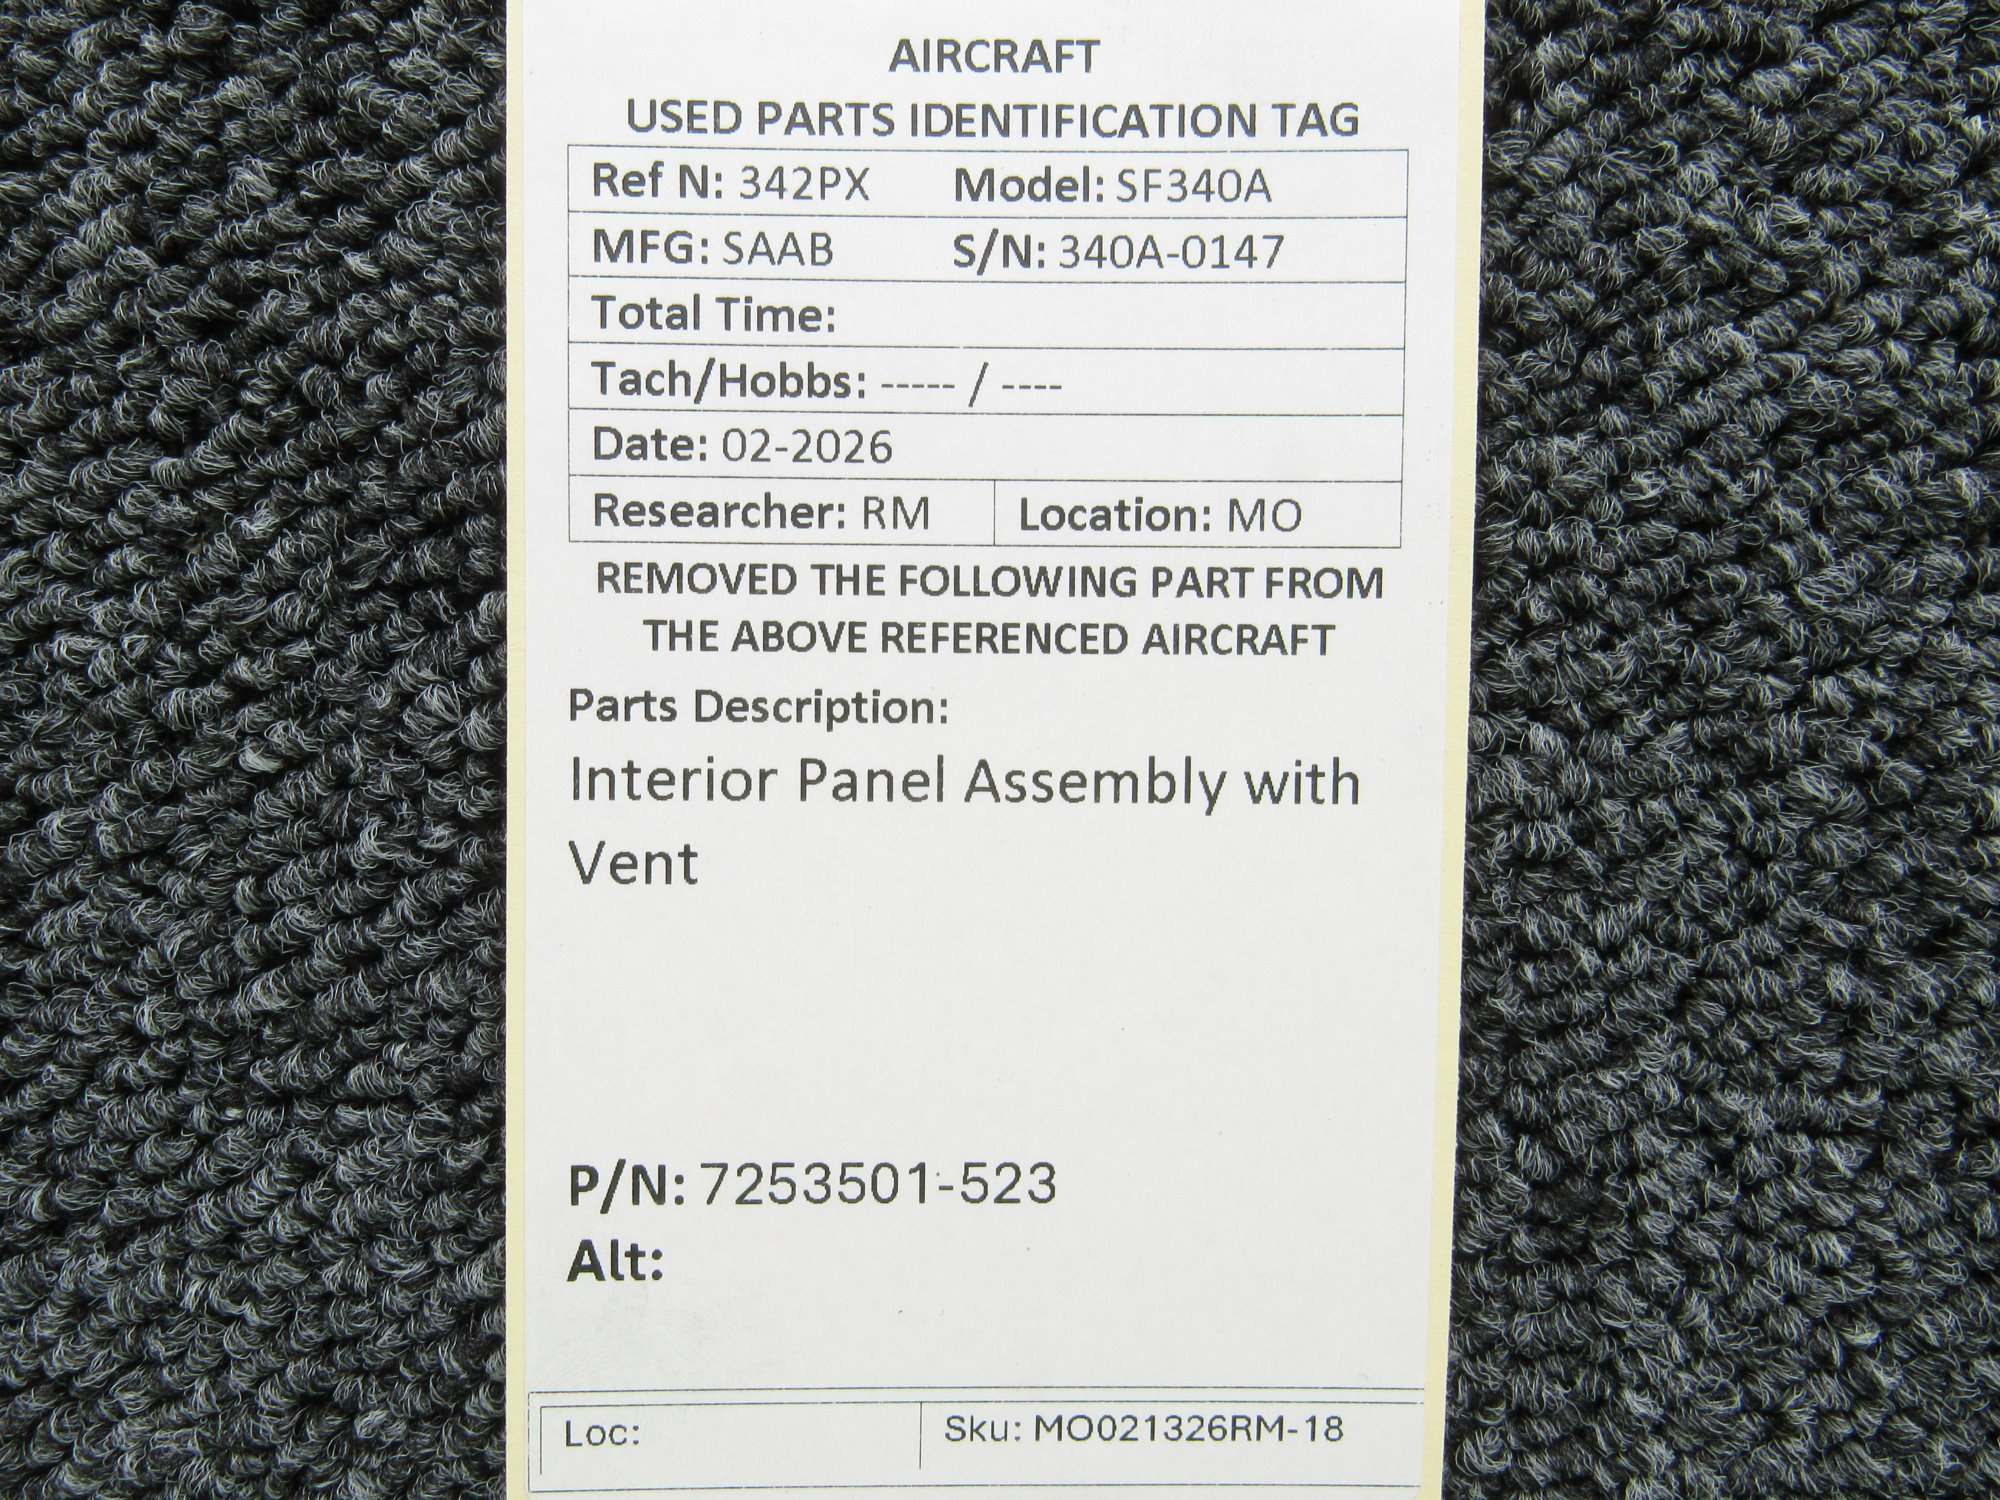 AIRCRAFT
USED PARTS IDENTIFICATION TAG
Ref N: 342PX Model: SF340A
MFG: SAAB S/N: 340A-0147
Total Time:
Tach/Hobbs: ----- / ----
Date: 02-2026
Researcher: RM Location: MO
REMOVED THE FOLLOWING PART FROM
THE ABOVE REFERENCED AIRCRAFT
Parts Description:
Interior Panel Assembly with
Vent
P/N: 7253501-523
Alt:
Loc: Sku: MO021326RM-18